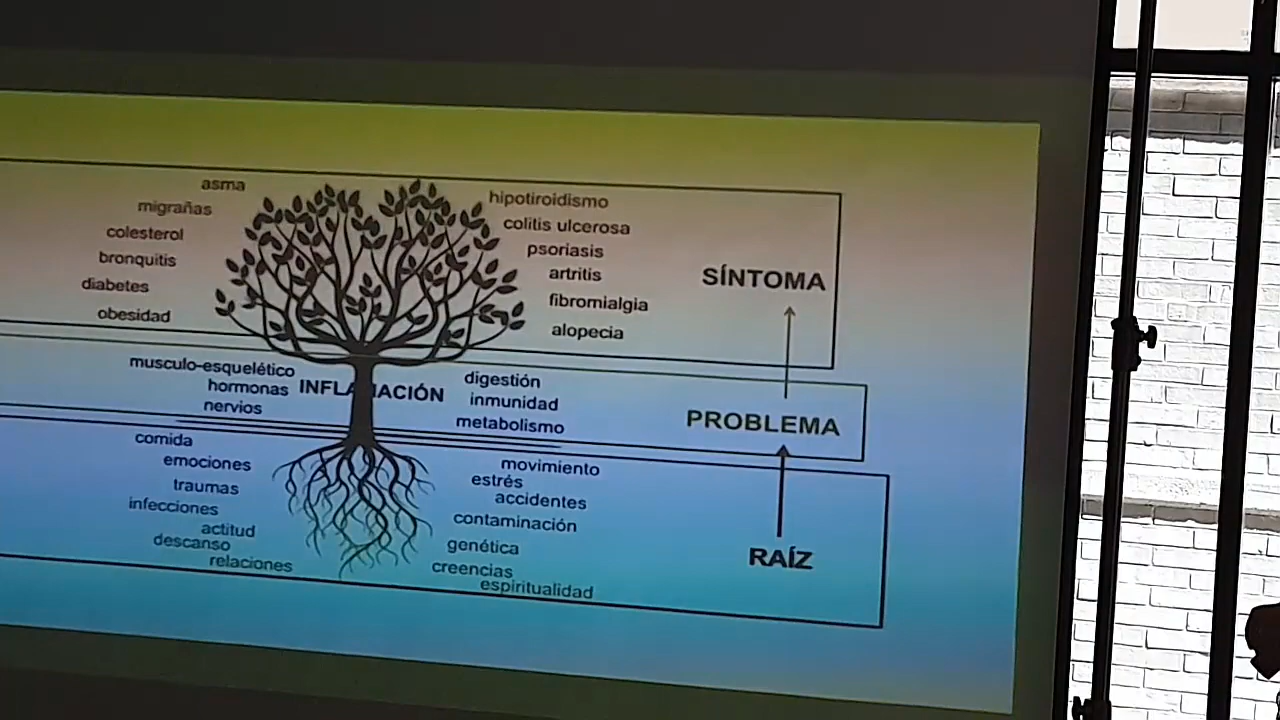 asma
migrañas
colesterol
bronquitis
diabetes
obesidad
hipotiroidismo
colitis ulcerosa
psoriasis
artritis
fibromialgia
alopecia
SÍNTOMA
musculo-esquelético
hormonas
nervios
INFLAMACIÓN
digestión
inmunidad
metabolismo
PROBLEMA
comida
emociones
traumas
infecciones
actitud
descanso
relaciones
movimiento
estrés
accidentes
contaminación
genética
creencias
espiritualidad
RAÍZ